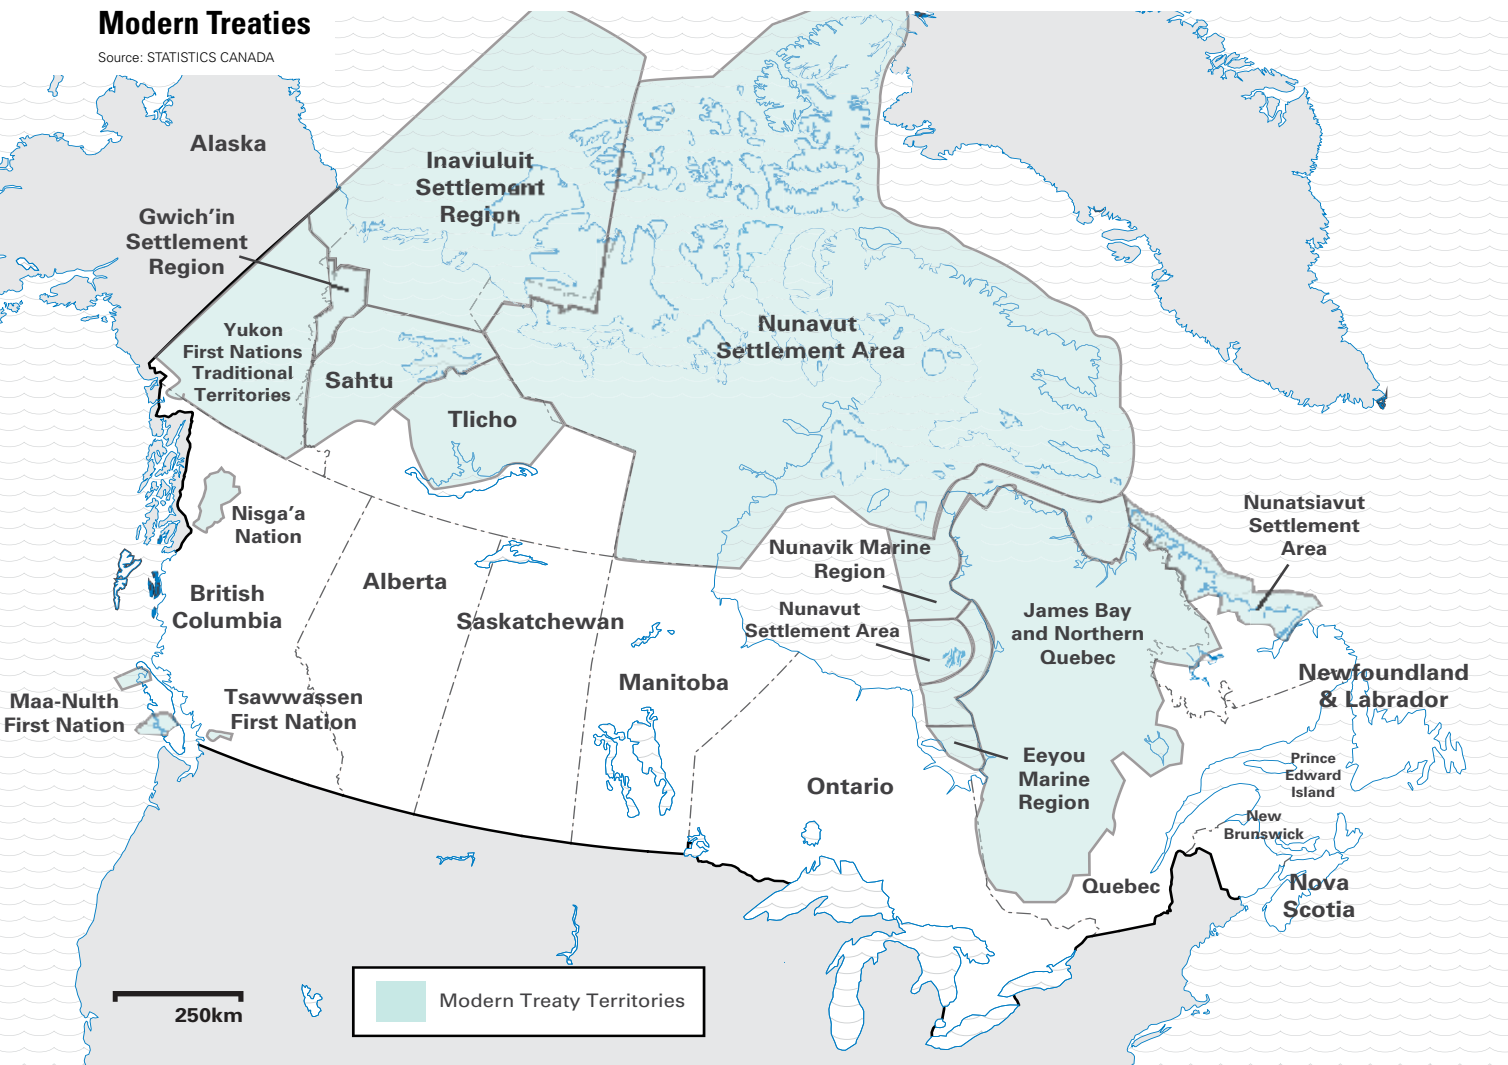 Modern Treaties
Source: STATISTICS CANADA
Alaska
Inaviuluit
Settlement
Region
Gwich'in
Settlement
Region
Yukon
First Nations
Traditional
Territories
Sahtu
Tlicho
Nunavut
Settlement Area
Nisga'a
Nation
Nunatsiavut
Settlement
Area
Nunavik Marine
Region
Nunavut
Settlement Area
James Bay
and Northern
Quebec
British
Columbia
Alberta
Saskatchewan
Manitoba
Newfoundland
& Labrador
Maa-Nulth
First Nation
Tsawwassen
First Nation
Ontario
Eeyou
Marine
Region
Prince
Edward
Island
New
Brunswick
Quebec
Nova
Scotia
Modern Treaty Territories
250km